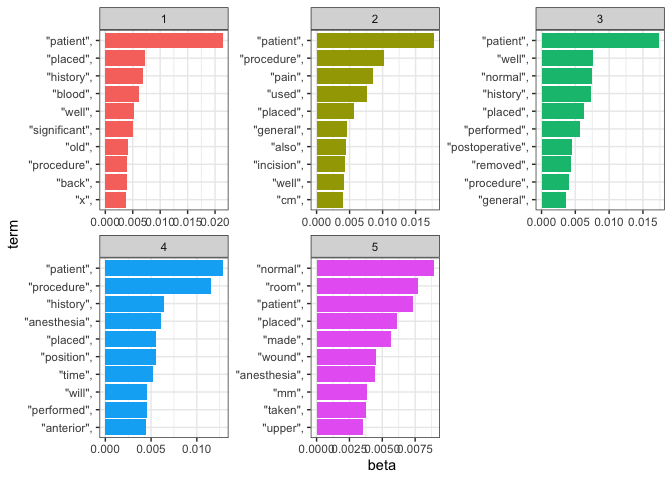 1
"patient",
"placed",
"history",
"blood",
"well",
"significant",
"old",
"procedure",
"back",
"x",
0.000 0.005 0.010 0.015 0.020
2
"patient",
"procedure",
"pain",
"used",
"placed",
"general",
"also",
"incision",
"well",
"cm",
0.000 0.005 0.010 0.015
3
"patient",
"well",
"normal",
"history",
"placed",
"performed",
"postoperative",
"removed",
"procedure",
"general",
0.000 0.005 0.010 0.015
term
4
"patient",
"procedure",
"history",
"anesthesia",
"placed",
"position",
"time",
"will",
"performed",
"anterior",
0.000 0.005 0.010
5
"normal",
"room",
"patient",
"placed",
"made",
"wound",
"anesthesia",
"mm",
"taken",
"upper",
0.0000 0.0025 0.0050 0.0075
beta